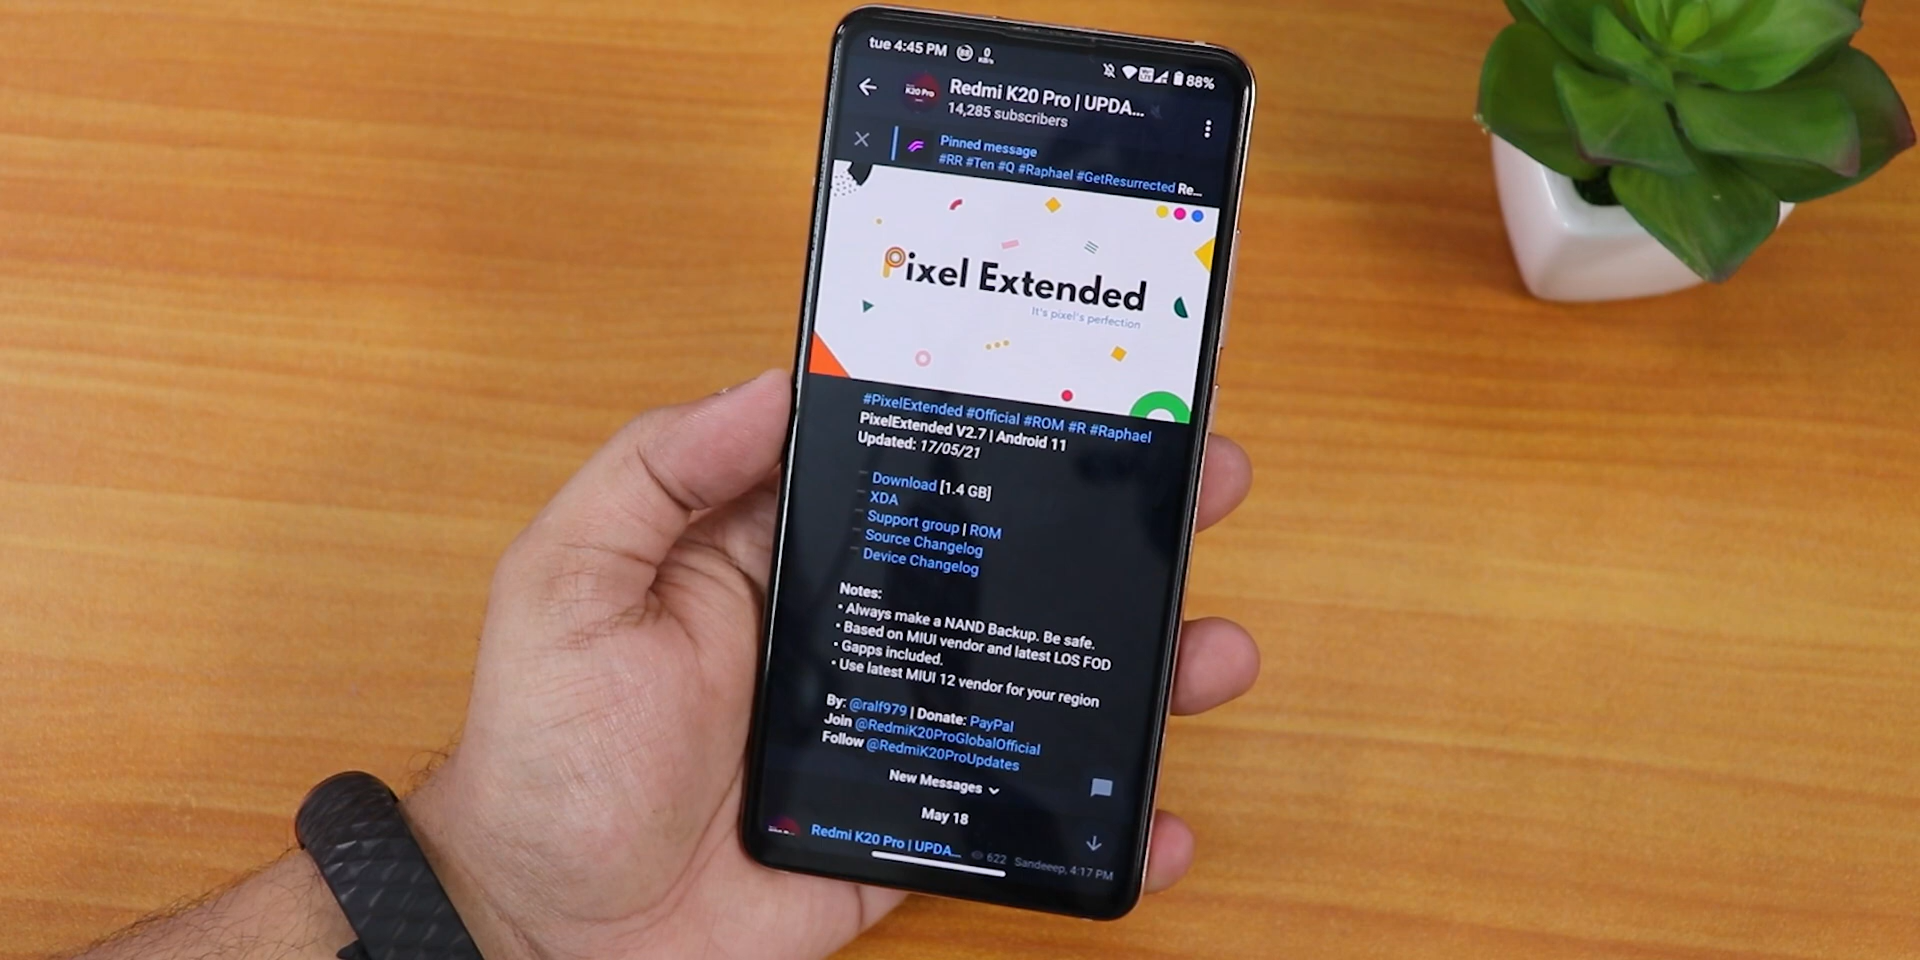 tue 4:45 PM 88 0 KB/s 88%
K20 Pro
Redmi K20 Pro | UPDA...
14,285 subscribers
Pinned message
#RR #Ten #Q #Raphael #GetResurrected Re...
Pixel Extended
It's pixel's perfection
#PixelExtended #Official #ROM #R #Raphael
PixelExtended V2.7 | Android 11
Updated: 17/05/21
Download [1.4 GB]
XDA
Support group | ROM
Source Changelog
Device Changelog
Notes:
• Always make a NAND Backup. Be safe.
• Based on MIUI vendor and latest LOS FOD
• Gapps included.
• Use latest MIUI 12 vendor for your region
By: @ralf979 | Donate: PayPal
Join @RedmiK20ProGlobalOfficial
Follow @RedmiK20ProUpdates
New Messages
May 18
Redmi K20 Pro | UPDA...
622 Sandeeep, 4:17 PM